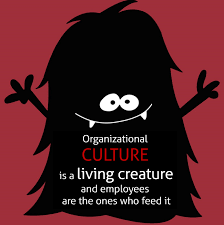 Organizational
CULTURE
is a living creature
and employees
are the ones who feed it